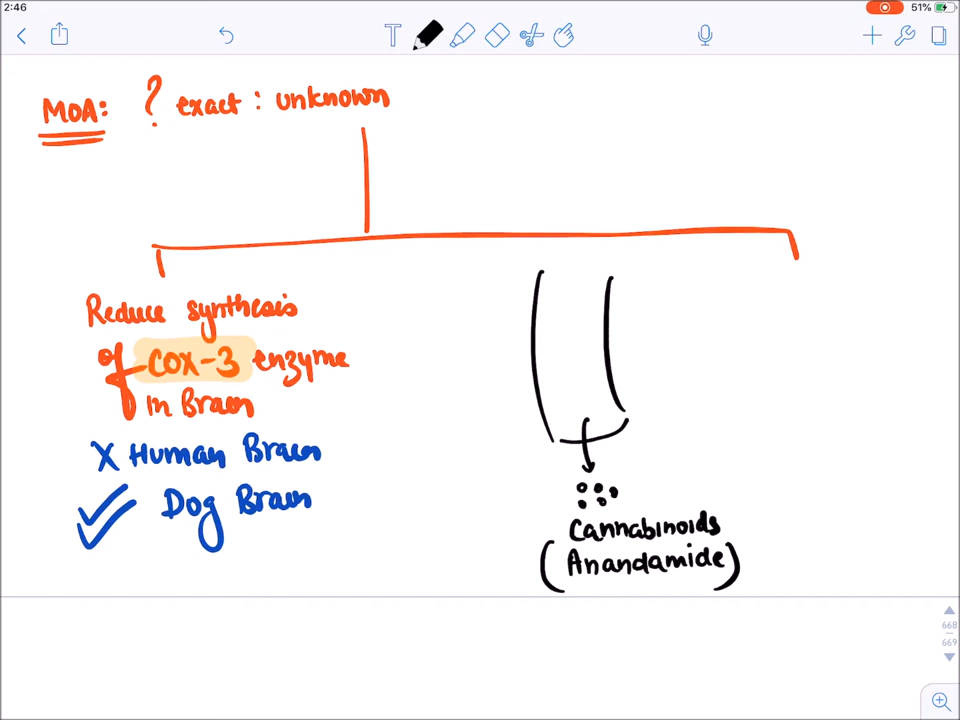 2:46
51%
T
MOA: ? exact : unknown
Reduce synthesis
of COX-3 enzyme
in Brain
X Human Brain
Dog Brain
Cannabinoids
(Anandamide)
668
669